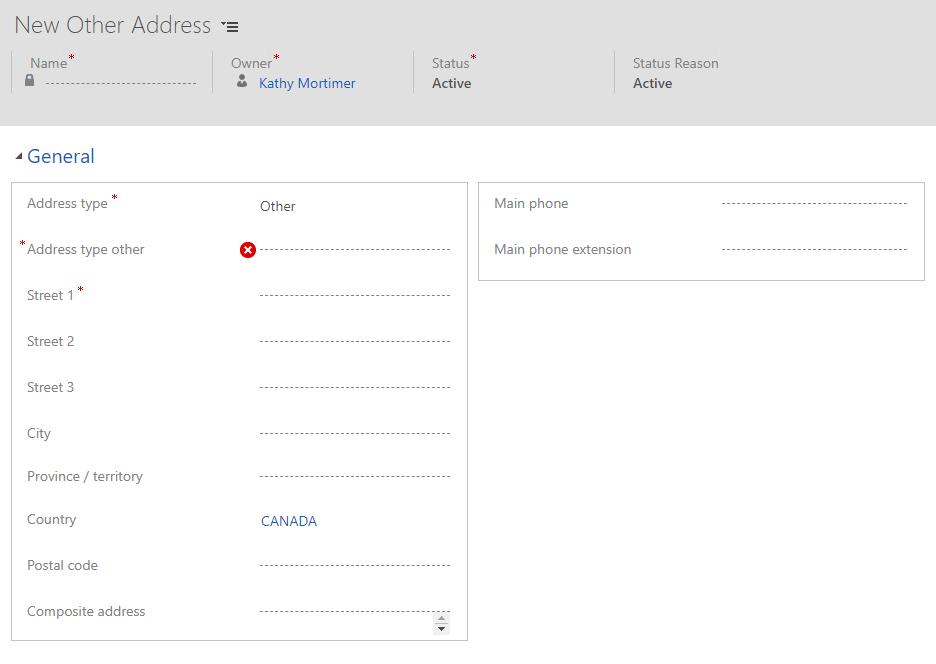 New Other Address
Name*
Owner*
Kathy Mortimer
Status*
Active
Status Reason
Active
General
Address type *
Other
* Address type other
Street 1 *
Street 2
Street 3
City
Province / territory
Country
CANADA
Postal code
Composite address
Main phone
Main phone extension